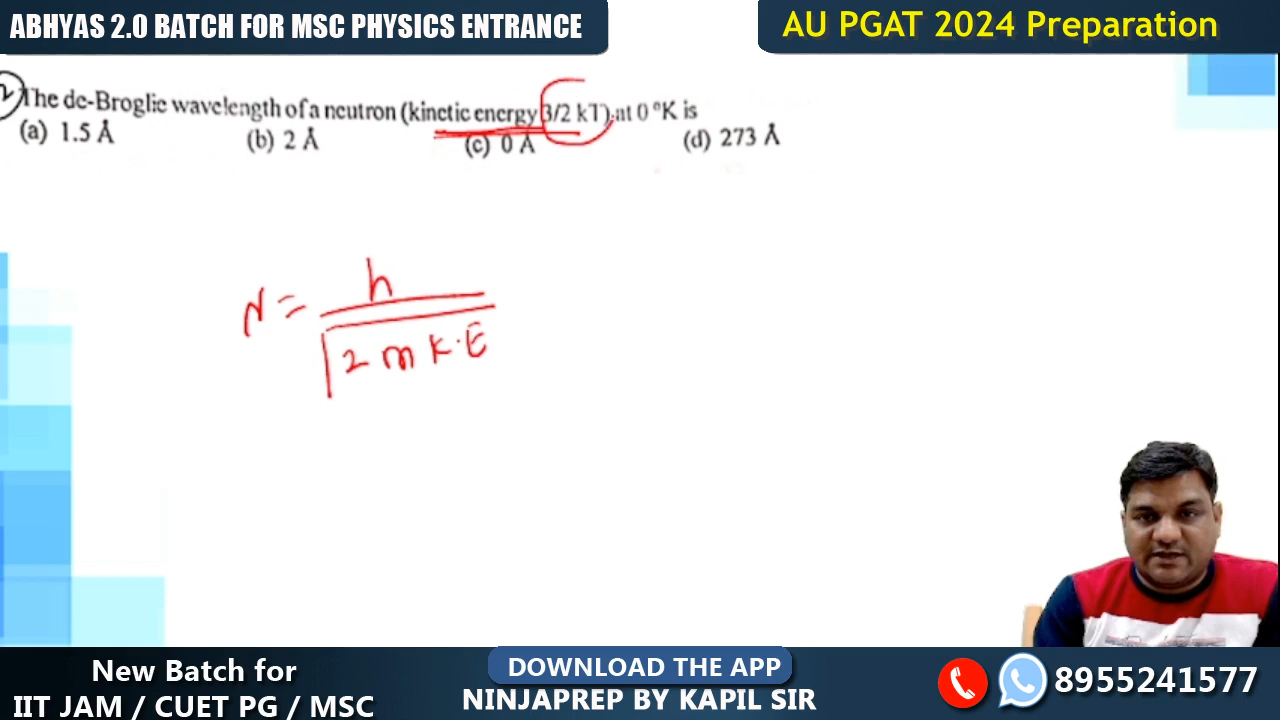 ABHYAS 2.0 BATCH FOR MSC PHYSICS ENTRANCE
AU PGAT 2024 Preparation
The de-Broglie wavelength of a neutron (kinetic energy 3/2 kT) at 0 °K is
(a) 1.5 Å (b) 2 Å (c) 0 Å (d) 273 Å
λ = h
√2 m K.E
New Batch for
IIT JAM / CUET PG / MSC
DOWNLOAD THE APP
NINJAPREP BY KAPIL SIR
8955241577